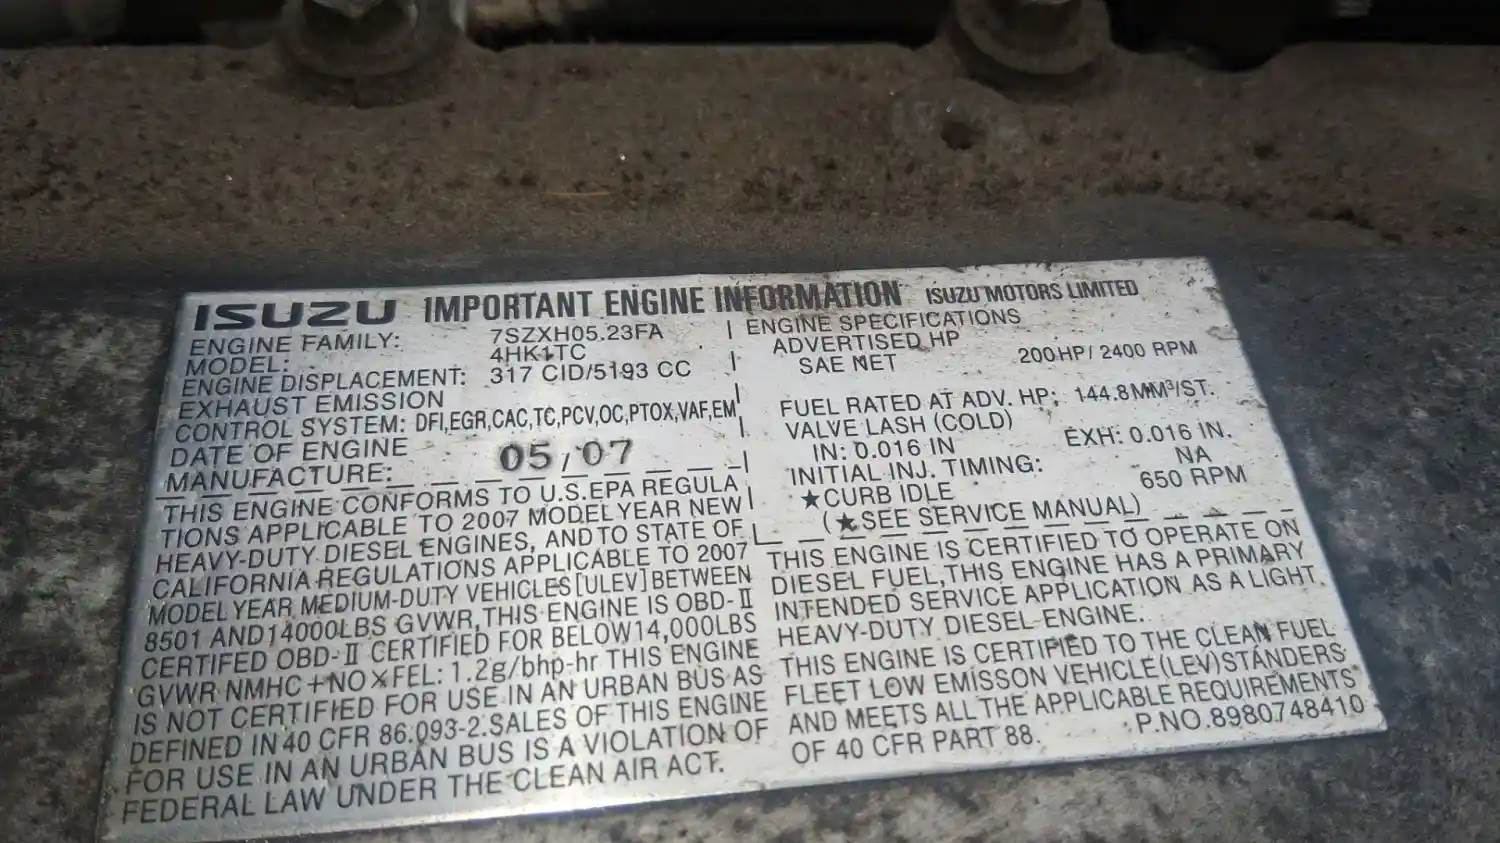 ISUZU IMPORTANT ENGINE INFORMATION ISUZU MOTORS LIMITED
ENGINE FAMILY: 7SZXH05.23FA
MODEL: 4HK1TC
ENGINE DISPLACEMENT: 317 CID/5193 CC
EXHAUST EMISSION
CONTROL SYSTEM: DFI,EGR,CAC,TC,PCV,OC,PTOX,VAF,EM
DATE OF ENGINE
MANUFACTURE: 05/07
THIS ENGINE CONFORMS TO U.S.EPA REGULA
TIONS APPLICABLE TO 2007 MODEL YEAR NEW
HEAVY-DUTY DIESEL ENGINES, AND TO STATE OF
CALIFORNIA REGULATIONS APPLICABLE TO 2007
MODEL YEAR MEDIUM-DUTY VEHICLES[ULEV]BETWEEN
8501 AND14000LBS GVWR,THIS ENGINE IS OBD-II
CERTIFED OBD-II CERTIFIED FOR BELOW14,000LBS
GVWR NMHC+NO×FEL: 1.2g/bhp-hr THIS ENGINE
IS NOT CERTIFIED FOR USE IN AN URBAN BUS AS
DEFINED IN 40 CFR 86.093-2.SALES OF THIS ENGINE
FOR USE IN AN URBAN BUS IS A VIOLATION OF
FEDERAL LAW UNDER THE CLEAN AIR ACT.
ENGINE SPECIFICATIONS
ADVERTISED HP
SAE NET 200HP/2400 RPM
FUEL RATED AT ADV. HP: 144.8MM³/ST.
VALVE LASH (COLD)
IN: 0.016 IN EXH: 0.016 IN.
INITIAL INJ. TIMING: NA
★CURB IDLE 650 RPM
(★SEE SERVICE MANUAL)
THIS ENGINE IS CERTIFIED TO OPERATE ON
DIESEL FUEL,THIS ENGINE HAS A PRIMARY
INTENDED SERVICE APPLICATION AS A LIGHT
HEAVY-DUTY DIESEL ENGINE.
THIS ENGINE IS CERTIFIED TO THE CLEAN FUEL
FLEET LOW EMISSON VEHICLE(LEV)STANDERS
AND MEETS ALL THE APPLICABLE REQUIREMENTS
OF 40 CFR PART 88. P.NO.8980748410